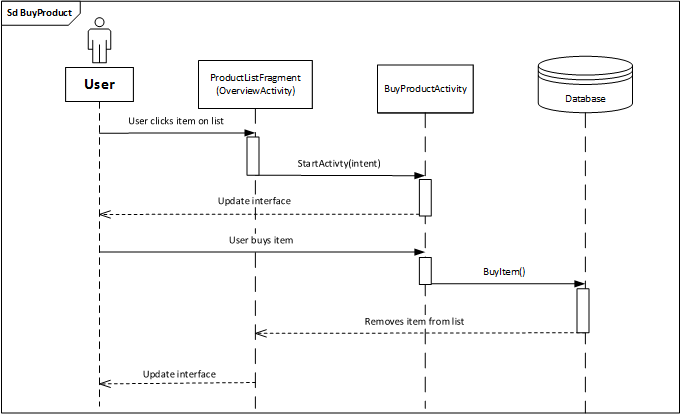 Sd BuyProduct
User
ProductListFragment
(OverviewActivity)
BuyProductActivity
Database
User clicks item on list
StartActivty(intent)
Update interface
User buys item
BuyItem()
Removes item from list
Update interface